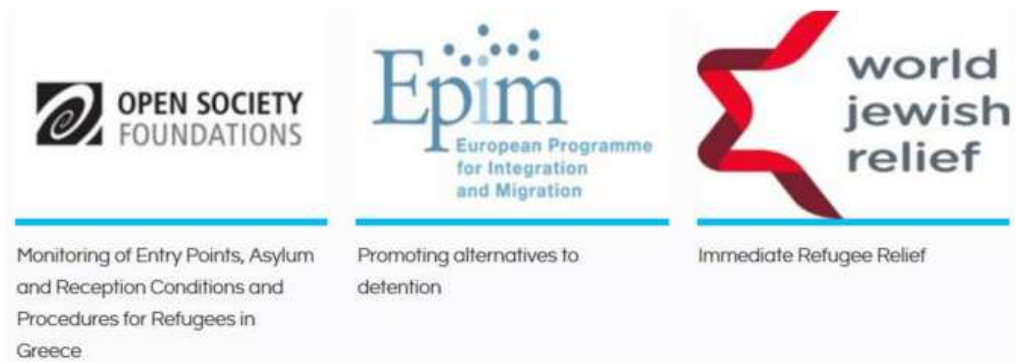 OPEN SOCIETY
FOUNDATIONS
Epim
European Programme
for Integration
and Migration
world
jewish
relief
Monitoring of Entry Points, Asylum
and Reception Conditions and
Procedures for Refugees in
Greece
Promoting alternatives to
detention
Immediate Refugee Relief